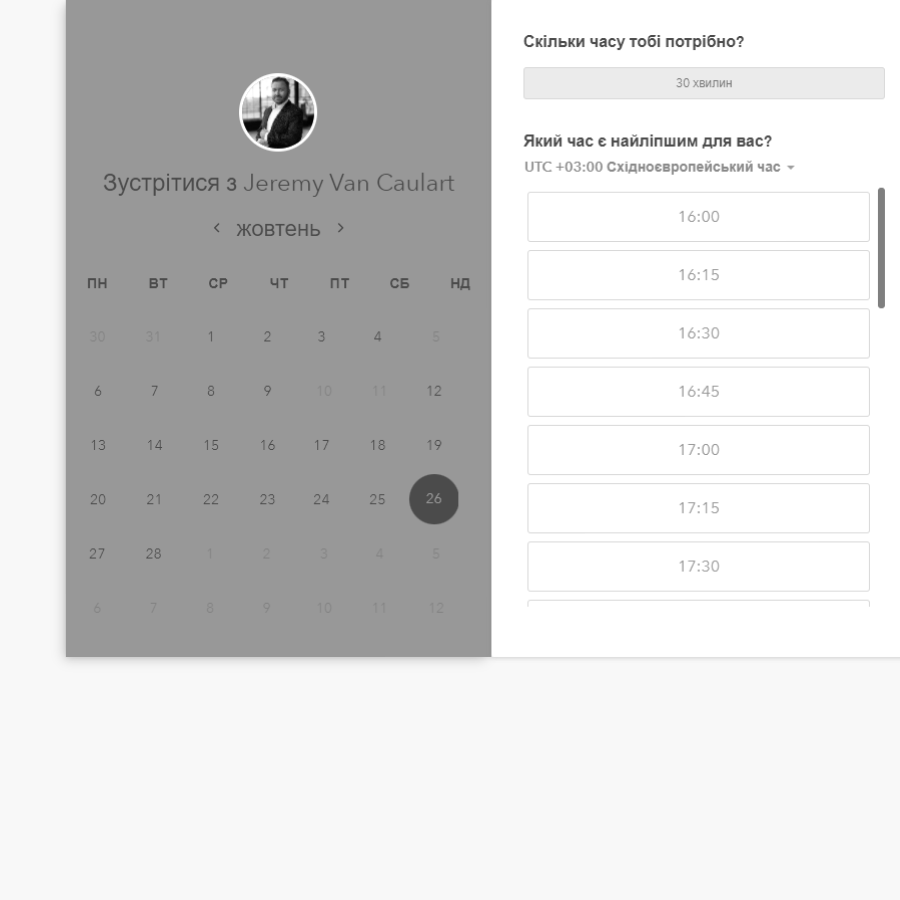 Зустрітися з Jeremy Van Caulart
жовтень
ПН ВТ СР ЧТ ПТ СБ НД
30 31 1 2 3 4 5
6 7 8 9 10 11 12
13 14 15 16 17 18 19
20 21 22 23 24 25 26
27 28 1 2 3 4 5
6 7 8 9 10 11 12
Скільки часу тобі потрібно?
30 хвилин
Який час є найліпшим для вас?
UTC +03:00 Східноєвропейський час
16:00
16:15
16:30
16:45
17:00
17:15
17:30